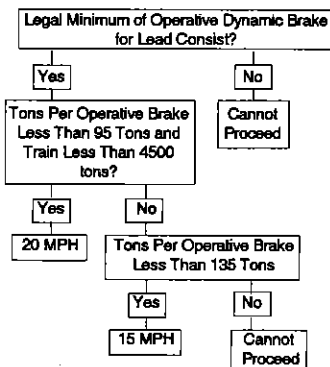 Legal Minimum of Operative Dynamic Brake
for Lead Consist?
Yes
No
Tons Per Operative Brake
Less Than 95 Tons and
Train Less Than 4500
tons?
Cannot
Proceed
Yes
No
20 MPH
Tons Per Operative Brake
Less Than 135 Tons
Yes
No
15 MPH
Cannot
Proceed